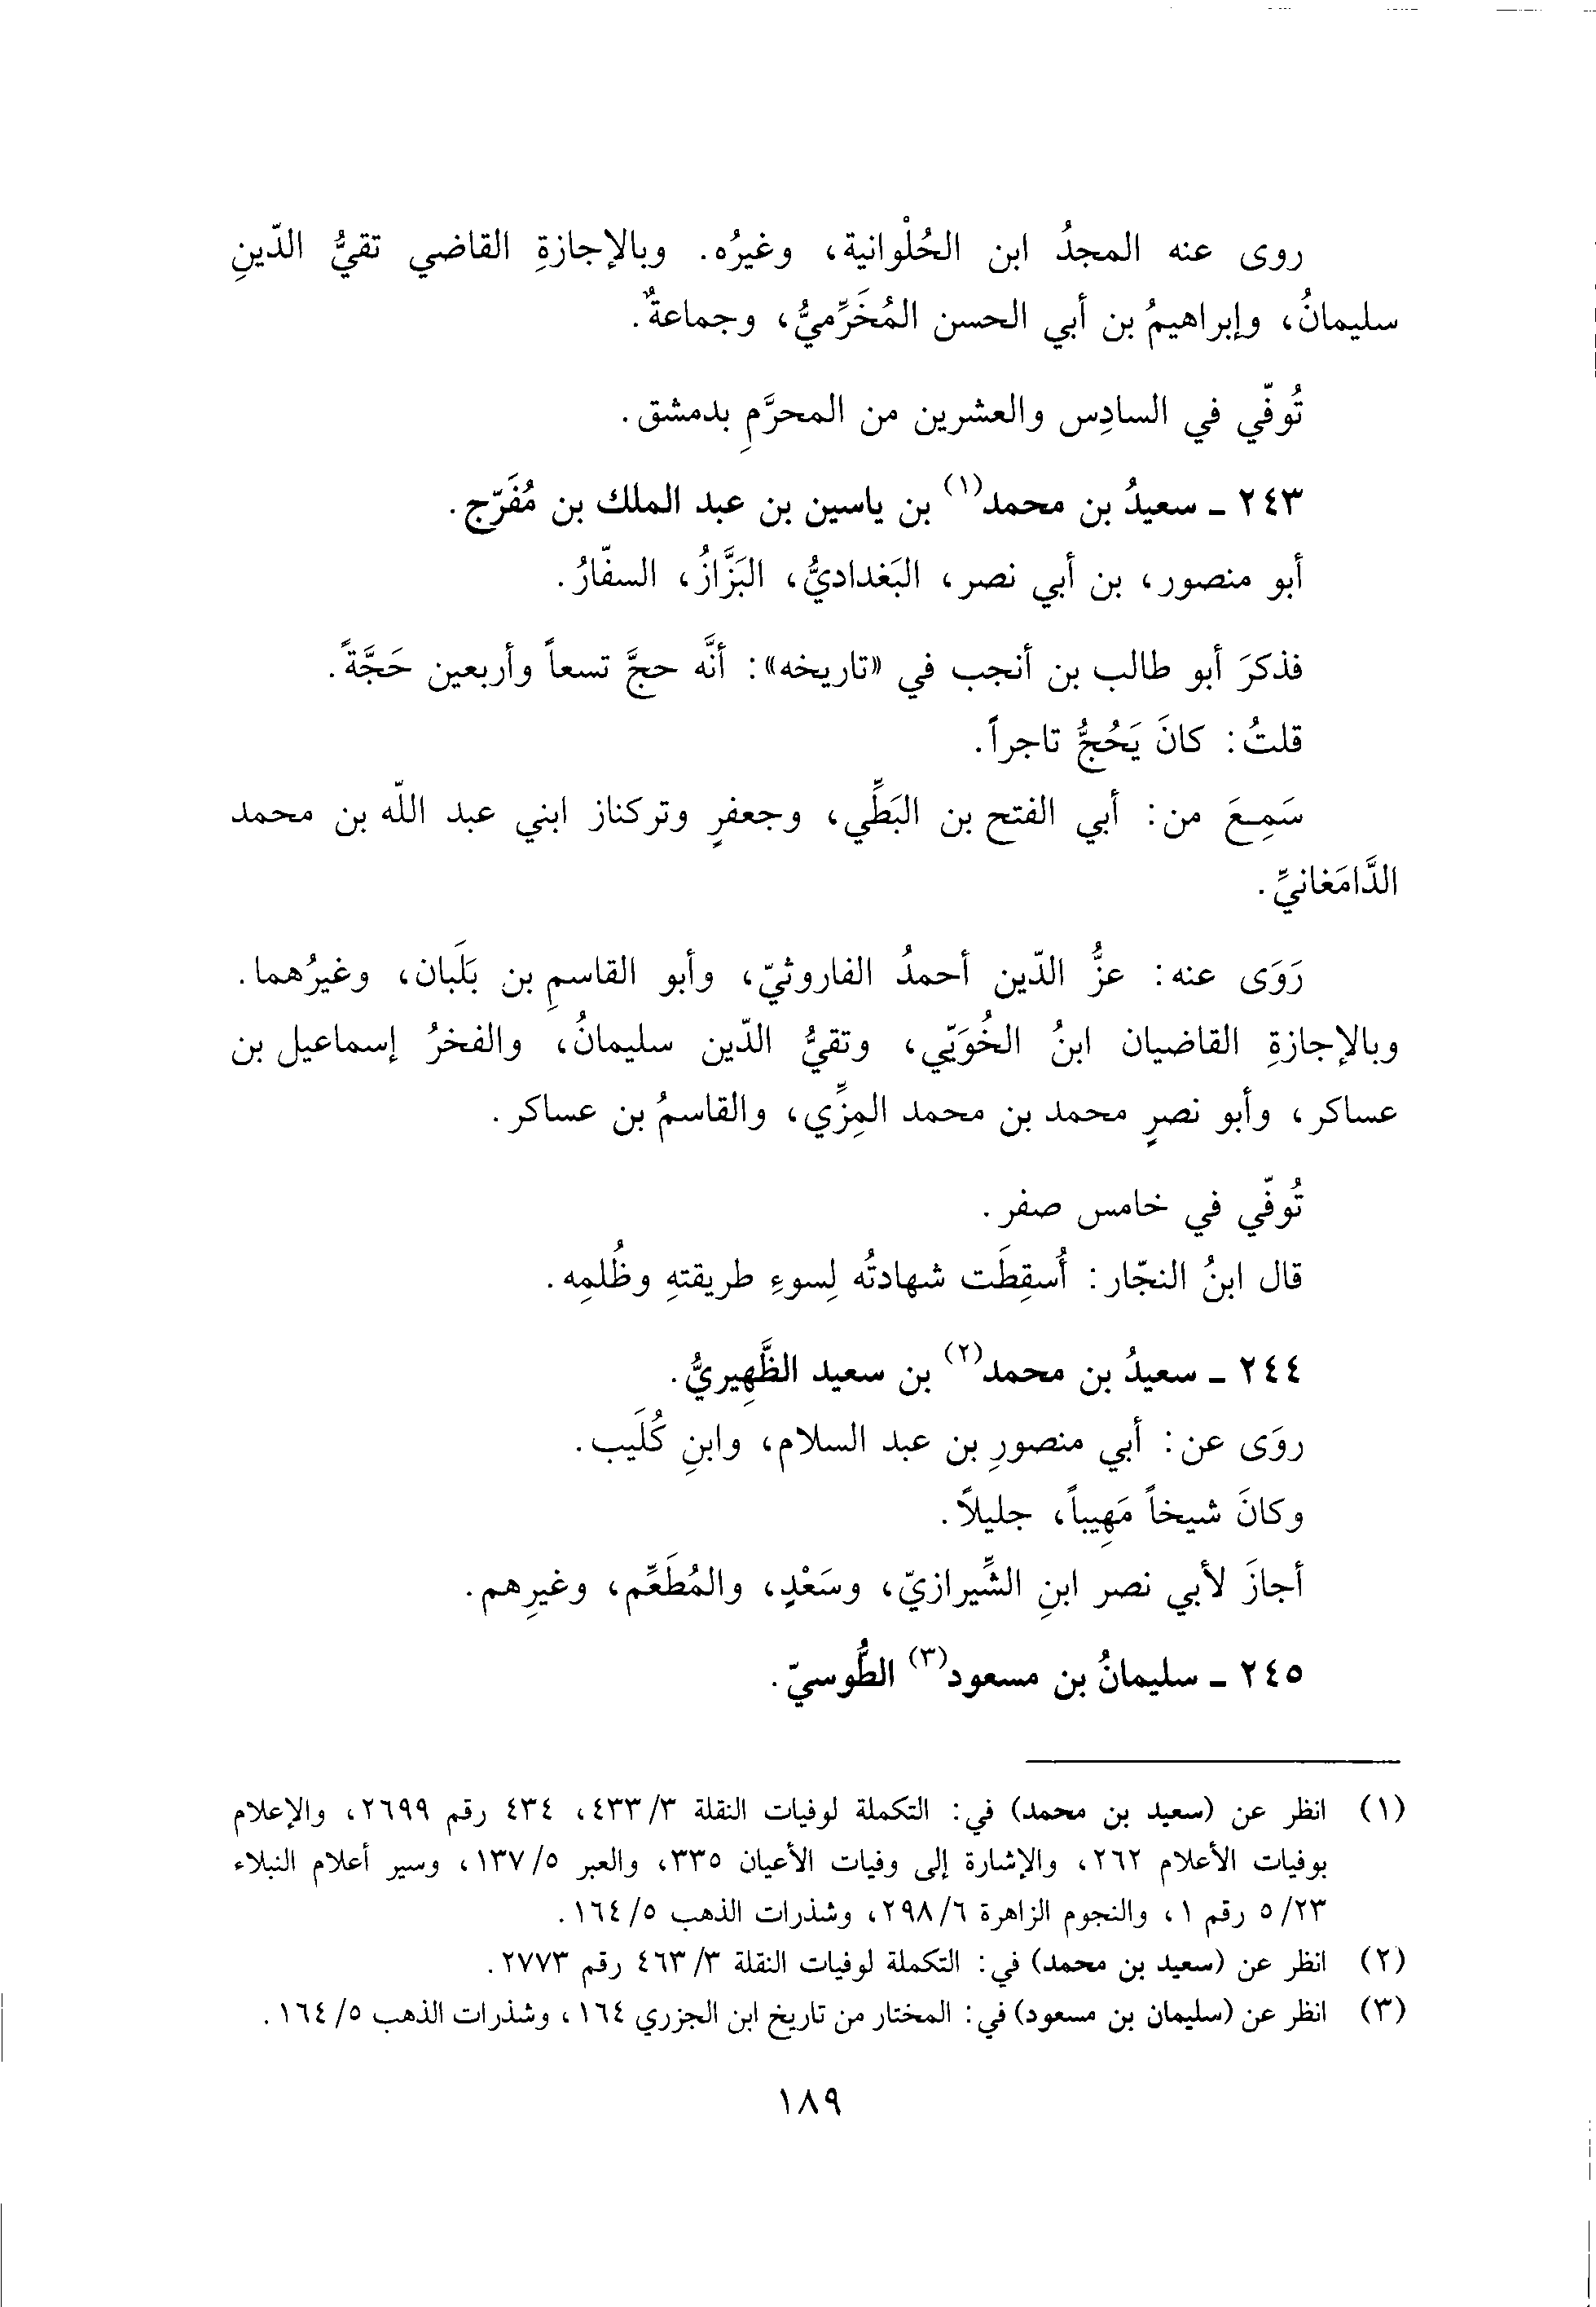 روى عنه المجدُ ابن الحُلْوانية، وغيرُه. وبالإجازةِ القاضي تقيُّ الدّينِ
سليمانُ، وإبراهيمُ بن أبي الحسن المُخَرِّميُّ، وجماعةٌ.
تُوفّي في السادِس والعشرين من المحرَّمِ بدمشق.
٢٤٣ ـ سعيدُ بن محمد(١) بن ياسين بن عبد الملك بن مُفَرّج.
أبو منصور، بن أبي نصر، البَغداديُّ، البَزَّازُ، السفّارُ.
فذكرَ أبو طالب بن أنجب في «تاريخه»: أنَّه حجَّ تسعاً وأربعين حَجَّةً.
قلتُ: كانَ يَحُجُّ تاجراً.
سَمِعَ من: أبي الفتح بن البَطِّي، وجعفرٍ وتركناز ابني عبد اللّه بن محمد
الدَّامَغانيِّ.
رَوَى عنه: عزُّ الدّين أحمدُ الفاروثيّ، وأبو القاسمِ بن بَلَبان، وغيرُهما.
وبالإجازةِ القاضيان ابنُ الخُوَيّي، وتقيُّ الدّين سليمانُ، والفخرُ إسماعيل بن
عساكر، وأبو نصرٍ محمد بن محمد المِزِّي، والقاسمُ بن عساكر.
تُوفّي في خامس صفر.
قال ابنُ النجّار: أُسقِطَت شهادتُه لِسوءِ طريقتهِ وظُلمِه.
٢٤٤ ـ سعيدُ بن محمد(٢) بن سعيد الظَّهِيريُّ.
روَى عن: أبي منصورِ بن عبد السلام، وابنِ كُلَيب.
وكانَ شيخاً مَهِيباً، جليلاً.
أجازَ لأبي نصر ابنِ الشِّيرازيّ، وسَعْدٍ، والمُطَعِّم، وغيرِهم.
٢٤٥ ـ سليمانُ بن مسعود(٣) الطُّوسيّ.
(١) انظر عن (سعيد بن محمد) في: التكملة لوفيات النقلة ٣/ ٤٣٣، ٤٣٤ رقم ٢٦٩٩، والإعلام
بوفيات الأعلام ٢٦٢، والإشارة إلى وفيات الأعيان ٣٣٥، والعبر ٥/ ١٣٧، وسير أعلام النبلاء
٢٣/ ٥ رقم ١، والنجوم الزاهرة ٦/ ٢٩٨، وشذرات الذهب ٥/ ١٦٤.
(٢) انظر عن (سعيد بن محمد) في: التكملة لوفيات النقلة ٣/ ٤٦٣ رقم ٢٧٧٣.
(٣) انظر عن (سليمان بن مسعود) في: المختار من تاريخ ابن الجزري ١٦٤، وشذرات الذهب ٥/ ١٦٤.
١٨٩